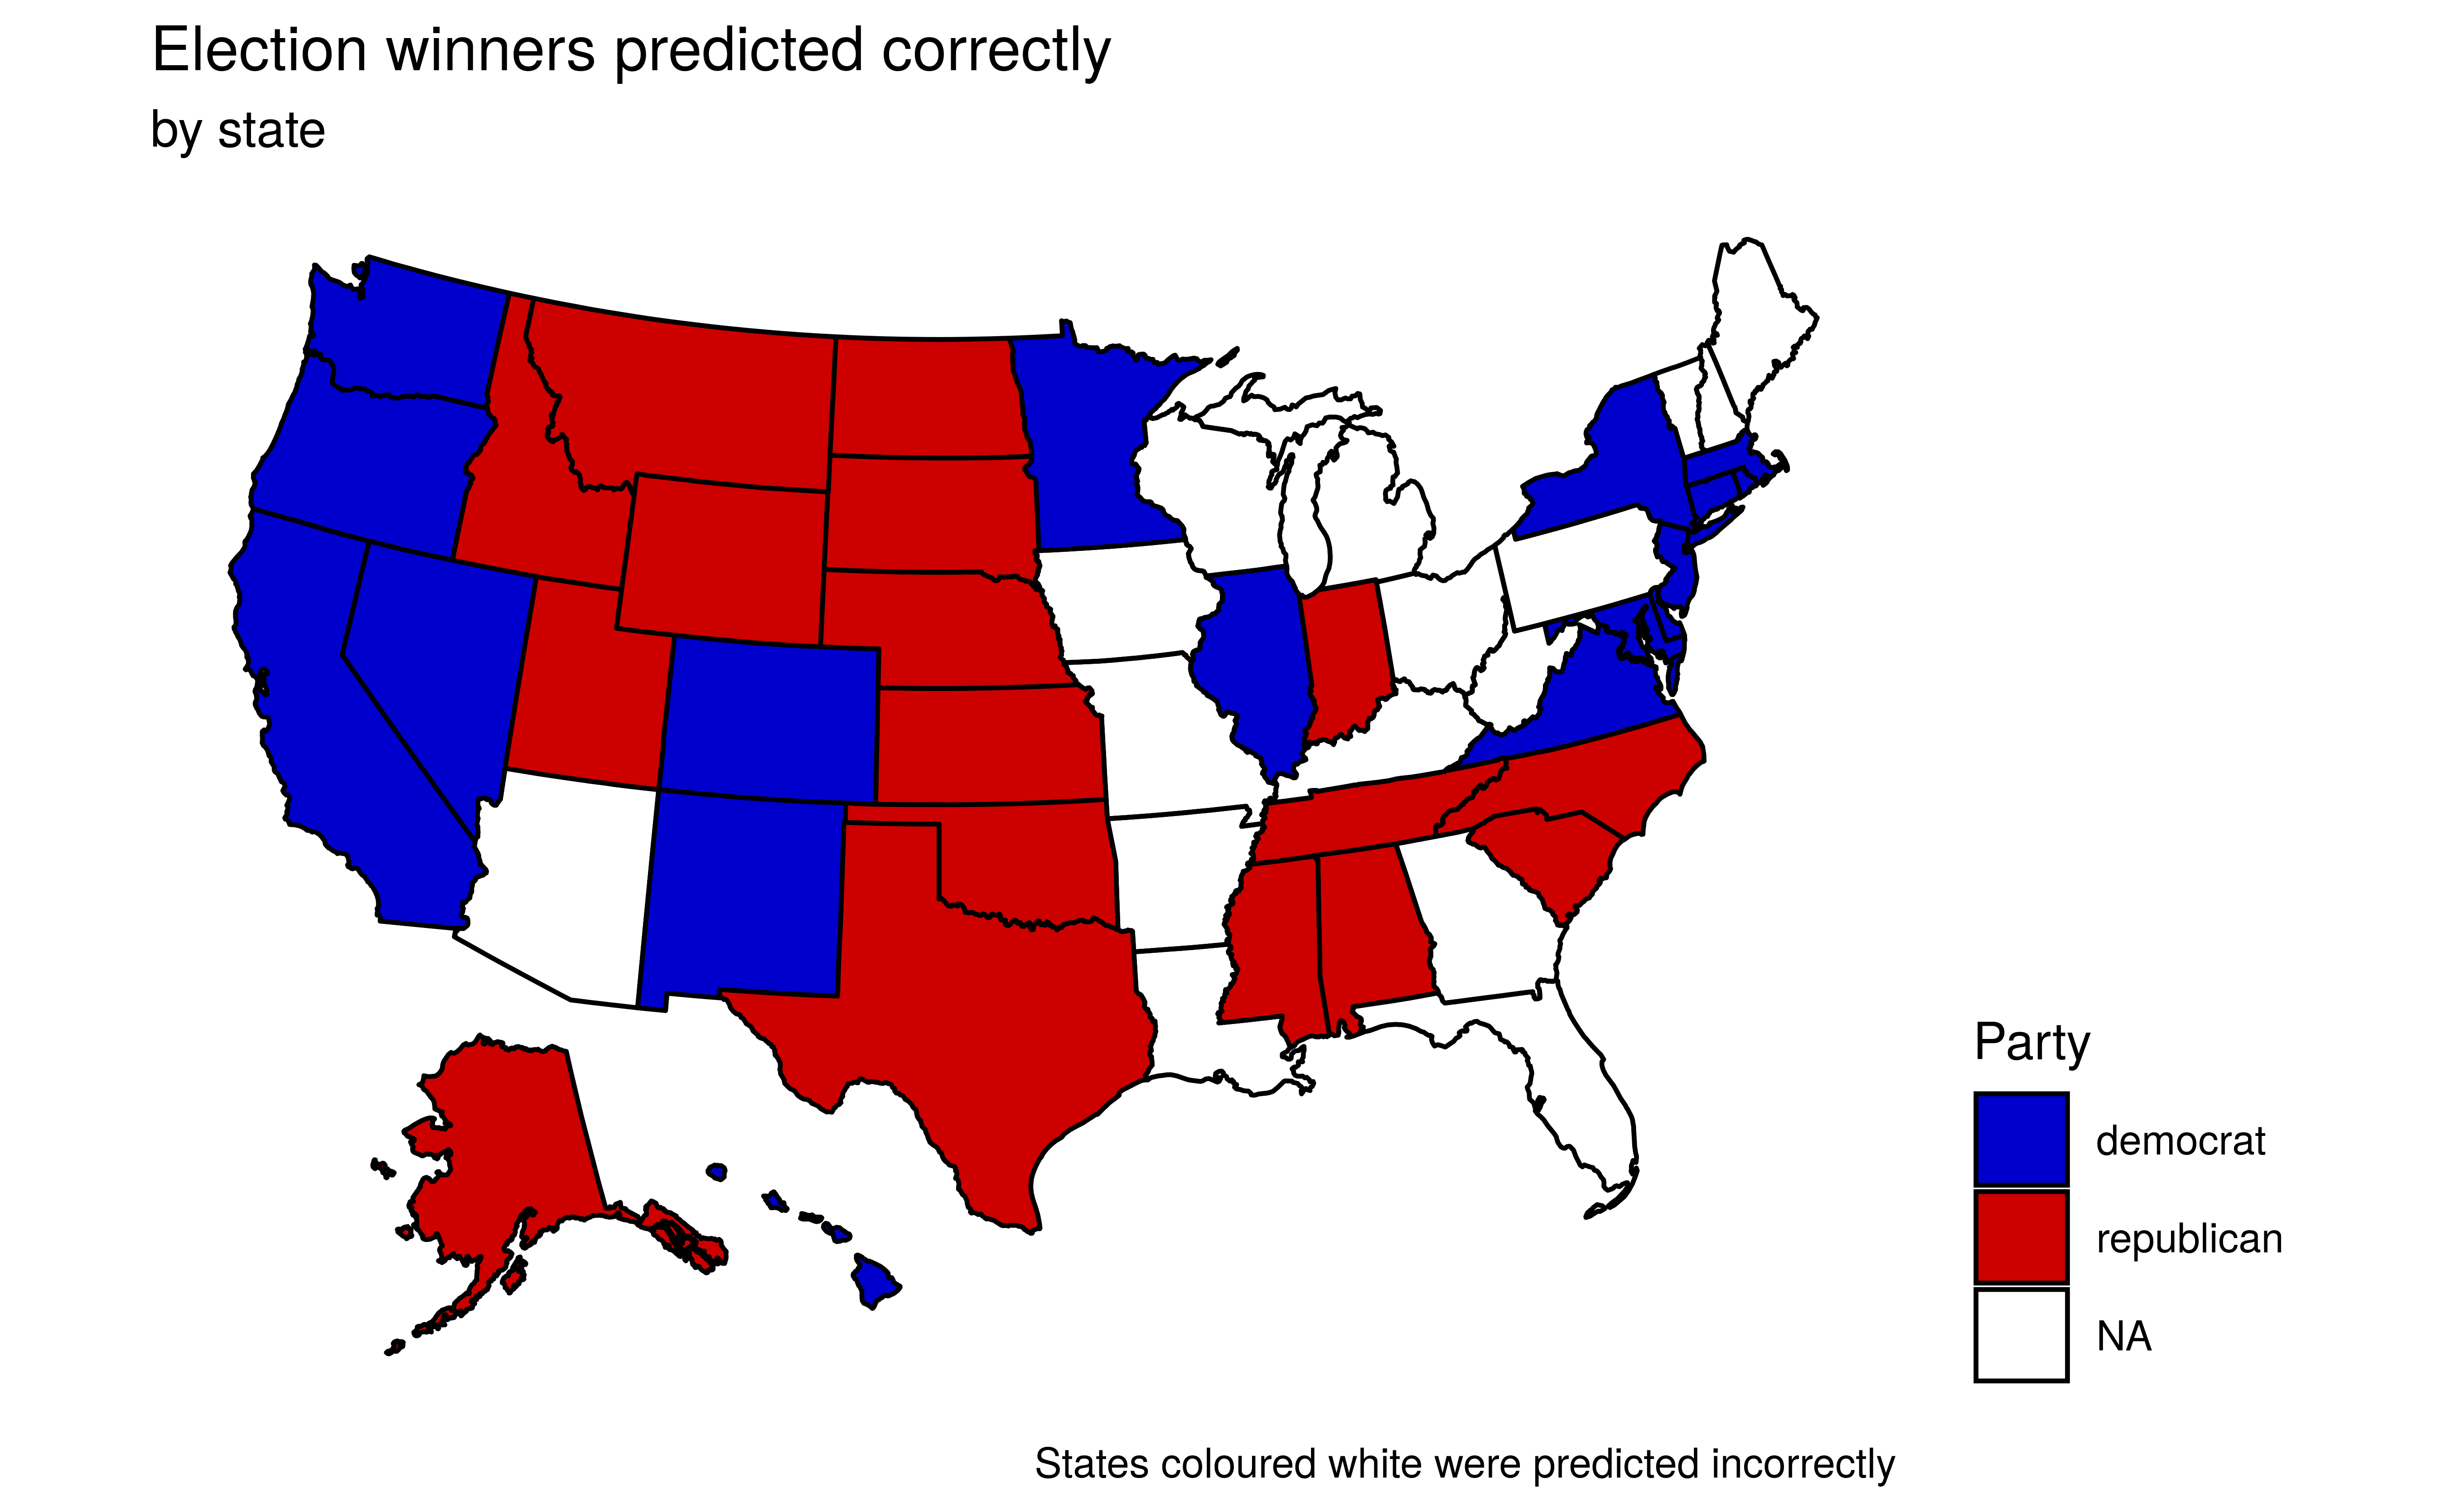 Election winners predicted correctly
by state
Party
democrat
republican
NA
States coloured white were predicted incorrectly